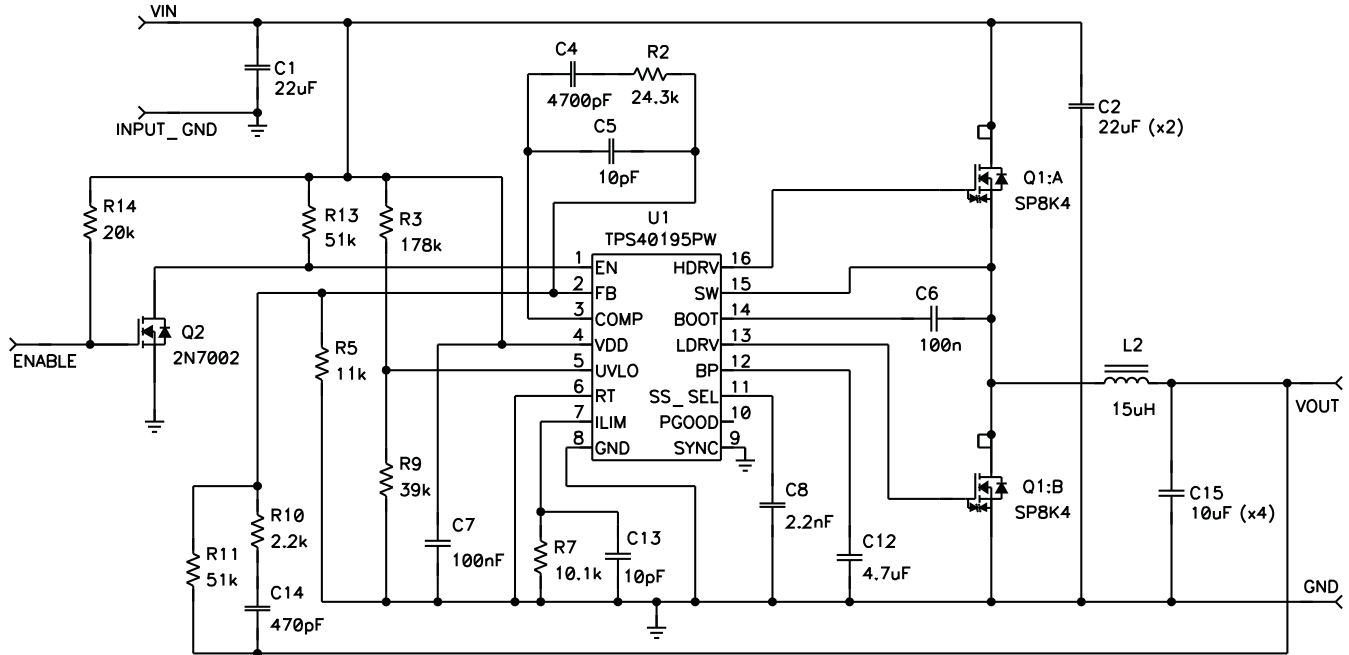 VIN
C1
22uF
INPUT_GND
C4
4700pF
R2
24.3k
C5
10pF
C2
22uF (x2)
R14
20k
R13
51k
R3
178k
U1
TPS40195PW
Q1:A
SP8K4
1 EN
2 FB
3 COMP
4 VDD
5 UVLO
6 RT
7 ILIM
8 GND
HDRV 16
SW 15
BOOT 14
LDRV 13
BP 12
SS_SEL 11
PGOOD 10
SYNC 9
C6
100n
Q2
2N7002
ENABLE
R5
11k
L2
15uH
VOUT
R9
39k
C7
100nF
C8
2.2nF
Q1:B
SP8K4
C15
10uF (x4)
R10
2.2k
R11
51k
C14
470pF
R7
10.1k
C13
10pF
C12
4.7uF
GND